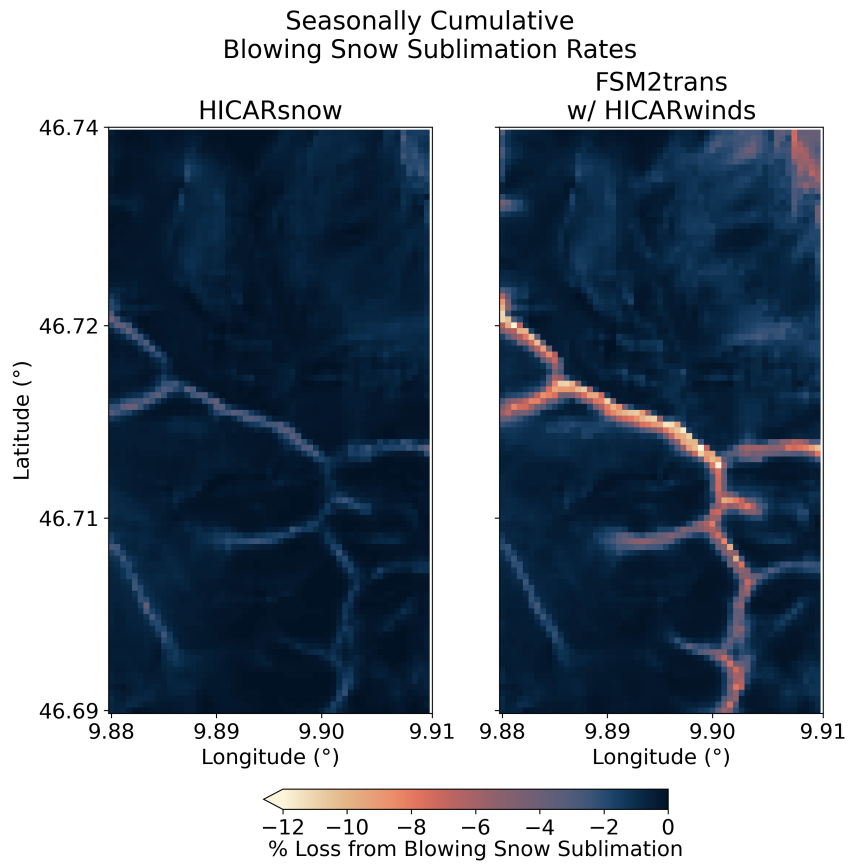 Seasonally Cumulative
Blowing Snow Sublimation Rates
HICARsnow
FSM2trans
w/ HICARwinds
46.74
46.72
46.71
46.69
Latitude (°)
9.88 9.89 9.90 9.91
Longitude (°)
9.88 9.89 9.90 9.91
Longitude (°)
−12 −10 −8 −6 −4 −2 0
% Loss from Blowing Snow Sublimation